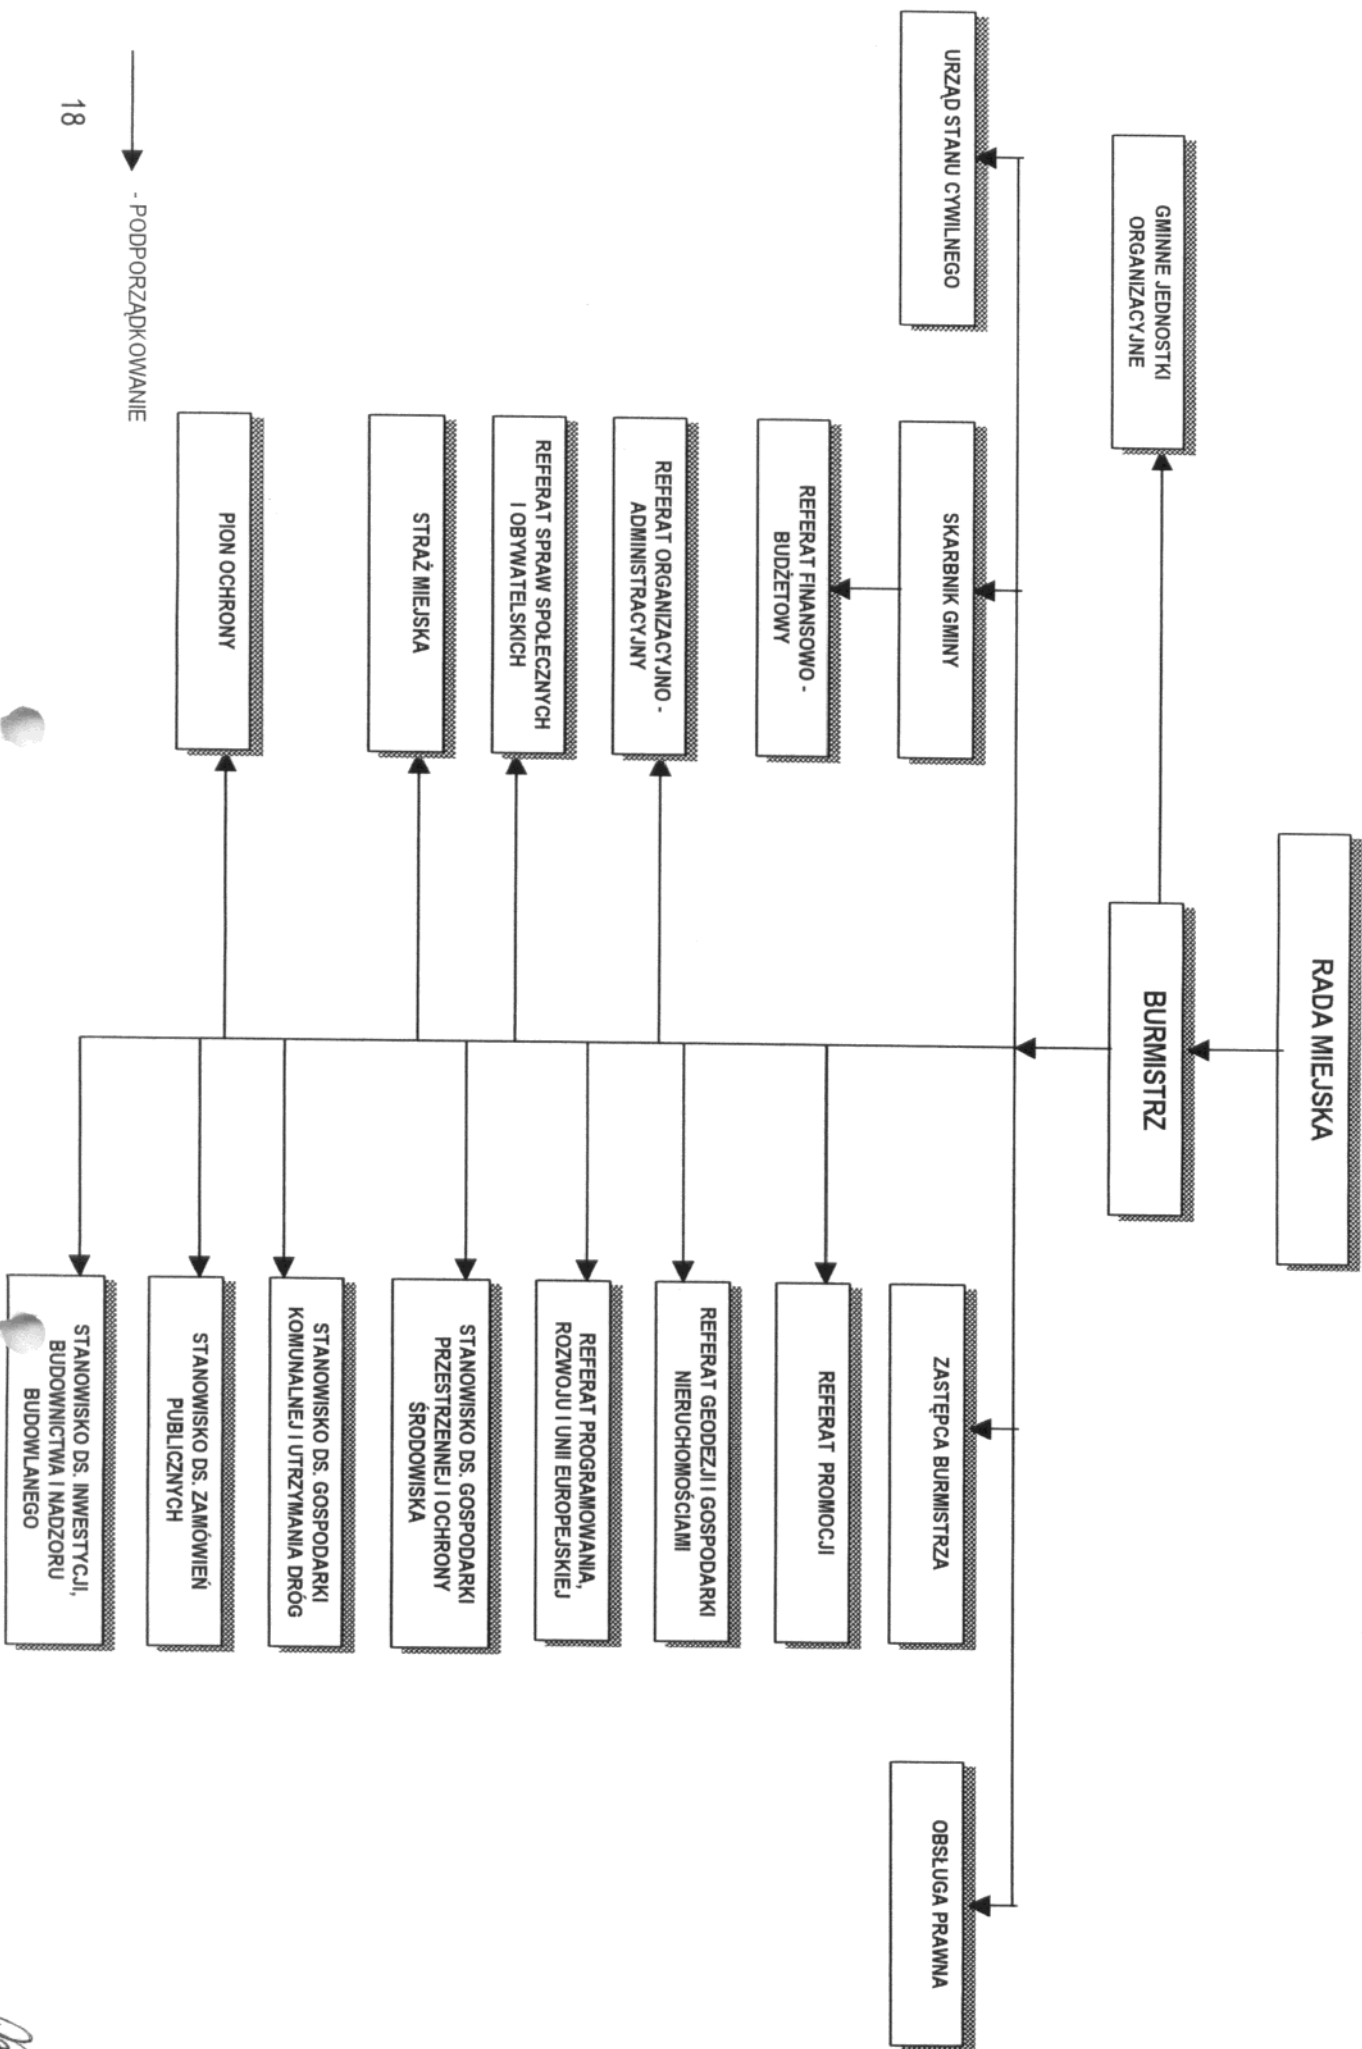 RADA MIEJSKA
BURMISTRZ
GMINNE JEDNOSTKI
ORGANIZACYJNE
URZĄD STANU CYWILNEGO
SKARBNIK GMINY
ZASTĘPCA BURMISTRZA
OBSŁUGA PRAWNA
REFERAT FINANSOWO -
BUDŻETOWY
REFERAT PROMOCJI
REFERAT ORGANIZACYJNO -
ADMINISTRACYJNY
REFERAT GEODEZJI I GOSPODARKI
NIERUCHOMOŚCIAMI
REFERAT SPRAW SPOŁECZNYCH
I OBYWATELSKICH
REFERAT PROGRAMOWANIA,
ROZWOJU I UNII EUROPEJSKIEJ
STRAŻ MIEJSKA
STANOWISKO DS. GOSPODARKI
PRZESTRZENNEJ I OCHRONY
ŚRODOWISKA
STANOWISKO DS. GOSPODARKI
KOMUNALNEJ I UTRZYMANIA DRÓG
PION OCHRONY
STANOWISKO DS. ZAMÓWIEŃ
PUBLICZNYCH
STANOWISKO DS. INWESTYCJI,
BUDOWNICTWA I NADZORU
BUDOWLANEGO
- PODPORZĄDKOWANIE
18